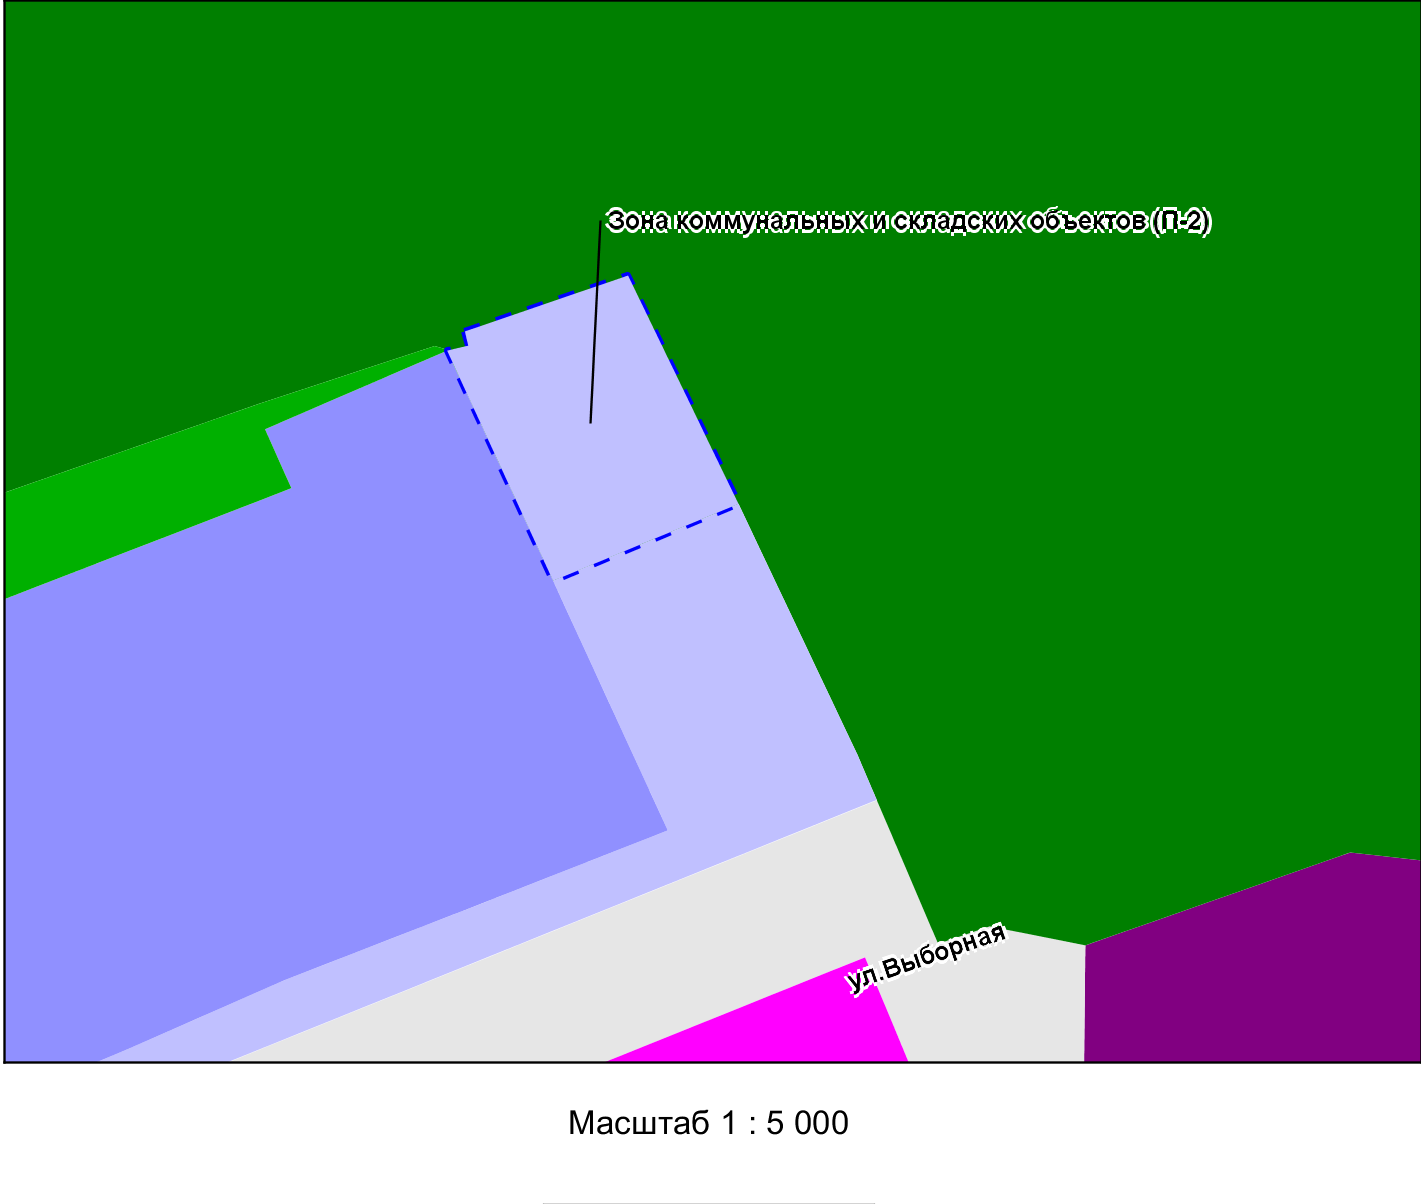 Зона коммунальных и складских объектов (П-2)
ул.Выборная
Масштаб 1 : 5 000